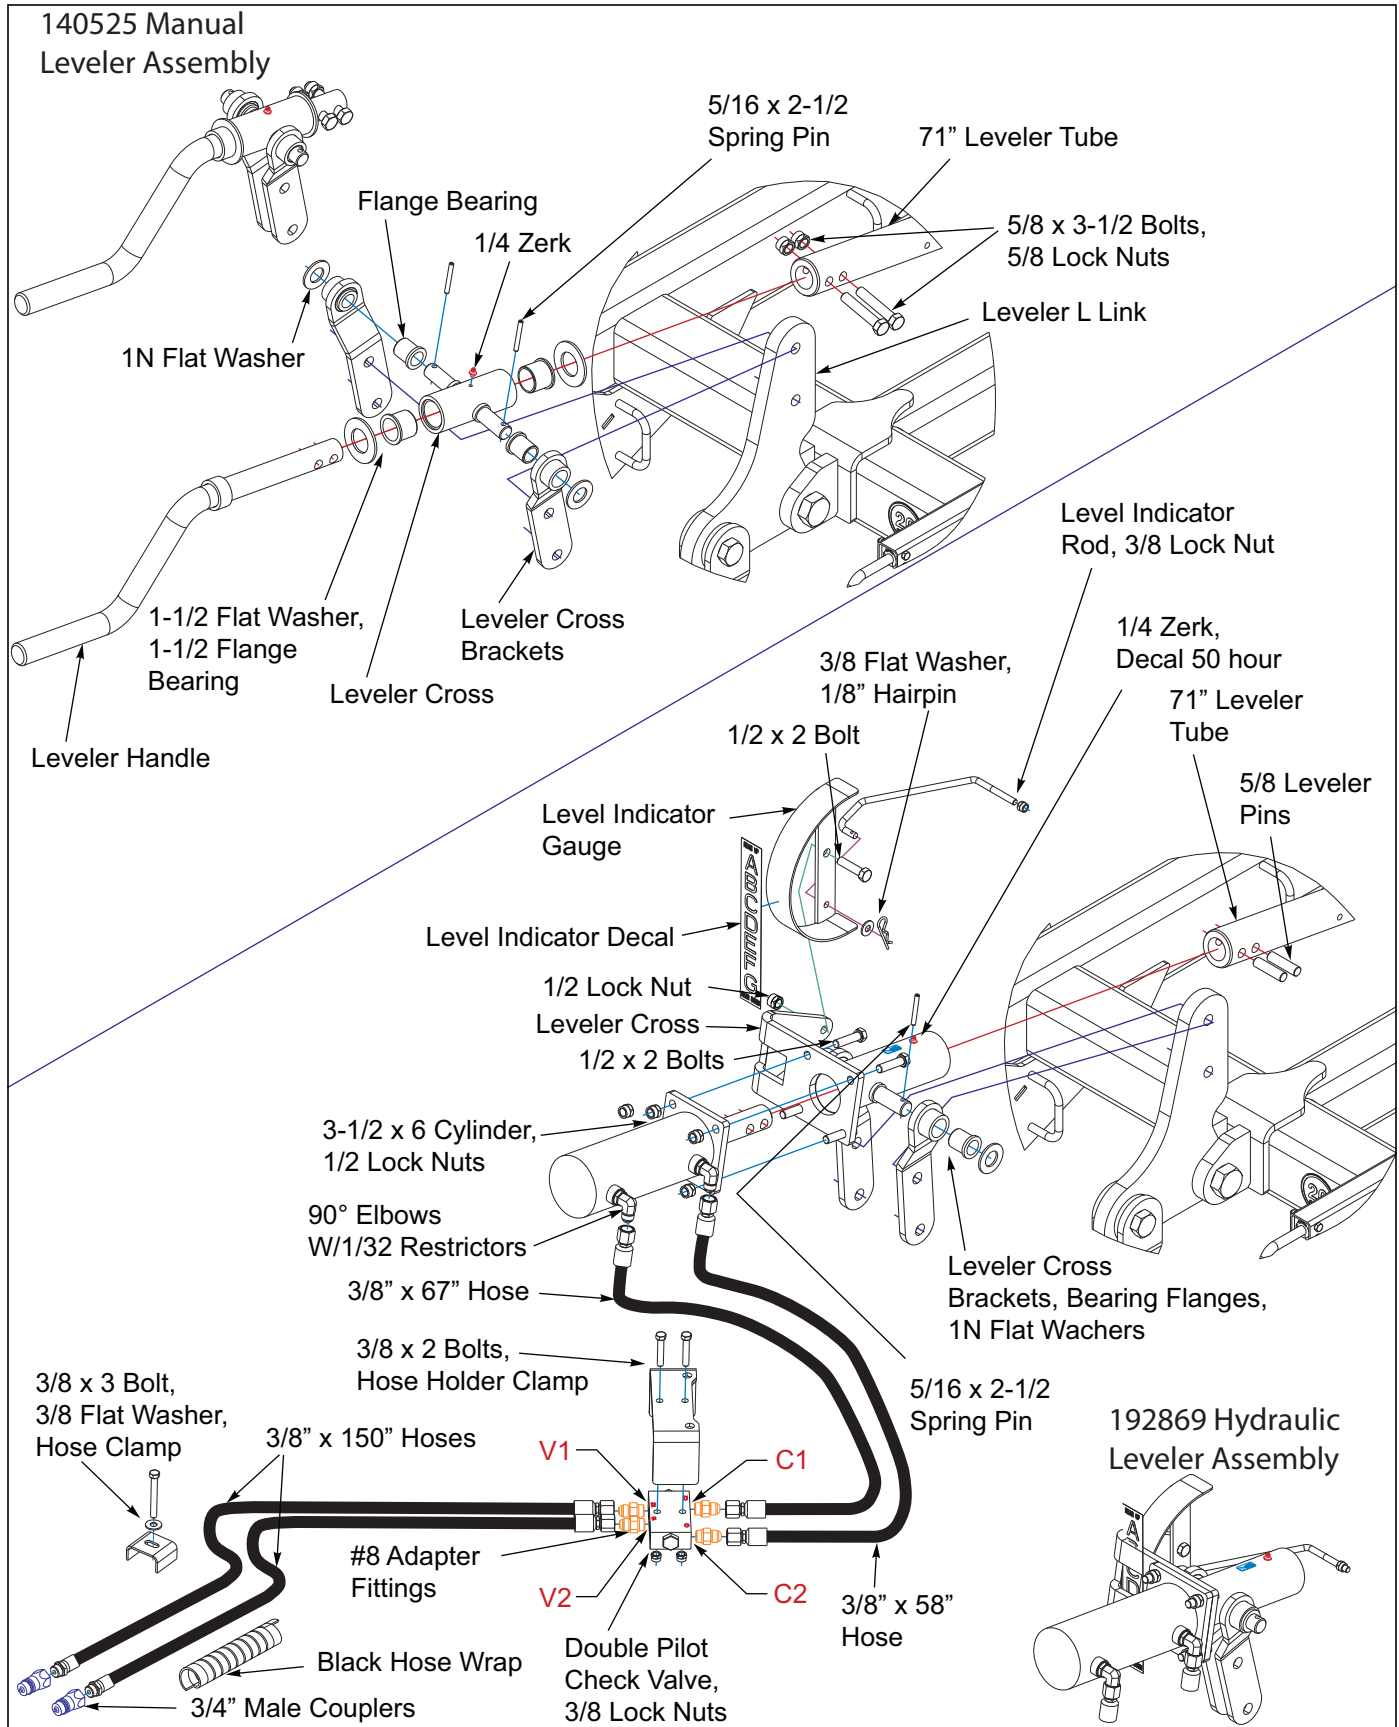 140525 Manual
Leveler Assembly
5/16 x 2-1/2
Spring Pin
71” Leveler Tube
Flange Bearing
1/4 Zerk
5/8 x 3-1/2 Bolts,
5/8 Lock Nuts
Leveler L Link
1N Flat Washer
20
Level Indicator
Rod, 3/8 Lock Nut
1-1/2 Flat Washer,
1-1/2 Flange
Bearing
Leveler Cross
Brackets
Leveler Cross
Leveler Handle
1/4 Zerk,
Decal 50 hour
3/8 Flat Washer,
1/8” Hairpin
71” Leveler
Tube
1/2 x 2 Bolt
5/8 Leveler
Pins
Level Indicator
Gauge
A
B
C
D
E
F
G
Level Indicator Decal
1/2 Lock Nut
Leveler Cross
1/2 x 2 Bolts
3-1/2 x 6 Cylinder,
1/2 Lock Nuts
20
90° Elbows
W/1/32 Restrictors
3/8” x 67” Hose
Leveler Cross
Brackets, Bearing Flanges,
1N Flat Wachers
3/8 x 2 Bolts,
Hose Holder Clamp
5/16 x 2-1/2
Spring Pin
3/8 x 3 Bolt,
3/8 Flat Washer,
Hose Clamp
3/8” x 150” Hoses
V1
C1
192869 Hydraulic
Leveler Assembly
#8 Adapter
Fittings
V2
C2
3/8” x 58”
Hose
Black Hose Wrap
Double Pilot
Check Valve,
3/8 Lock Nuts
3/4” Male Couplers